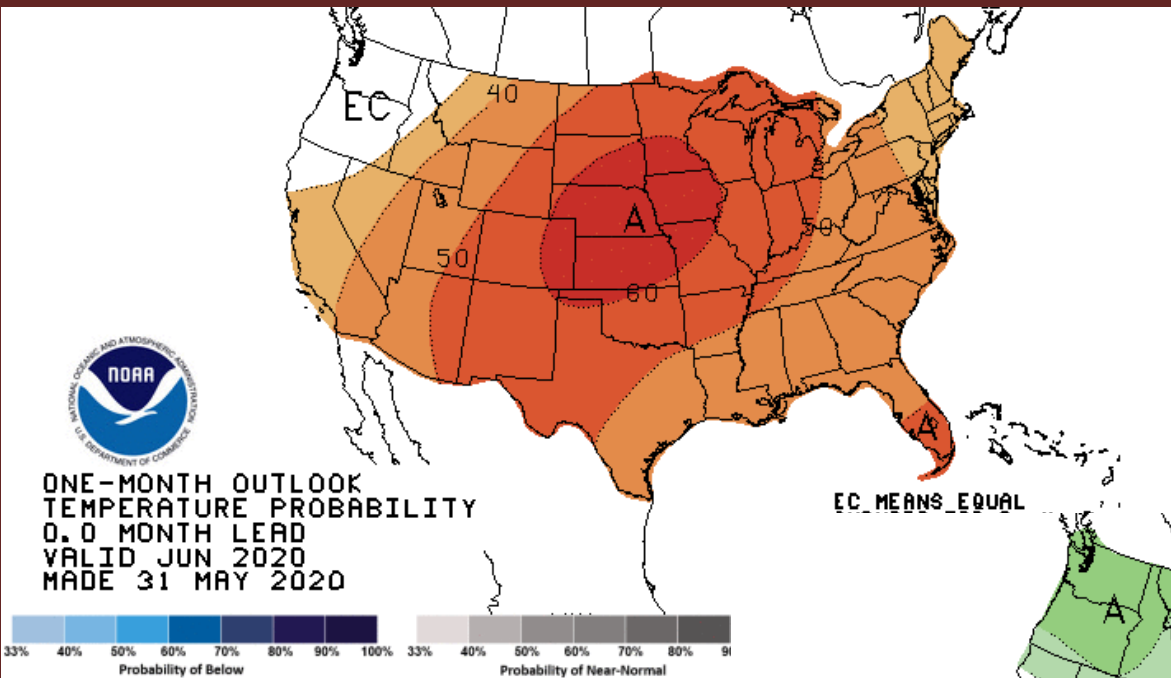 40
EC
A
50
50
60
A
NATIONAL OCEANIC AND ATMOSPHERIC ADMINISTRATION
NOAA
U.S. DEPARTMENT OF COMMERCE
ONE-MONTH OUTLOOK
TEMPERATURE PROBABILITY
0.0 MONTH LEAD
VALID JUN 2020
MADE 31 MAY 2020
EC MEANS EQUAL
A
33% 40% 50% 60% 70% 80% 90% 100%
Probability of Below
33% 40% 50% 60% 70% 80%
Probability of Near-Normal